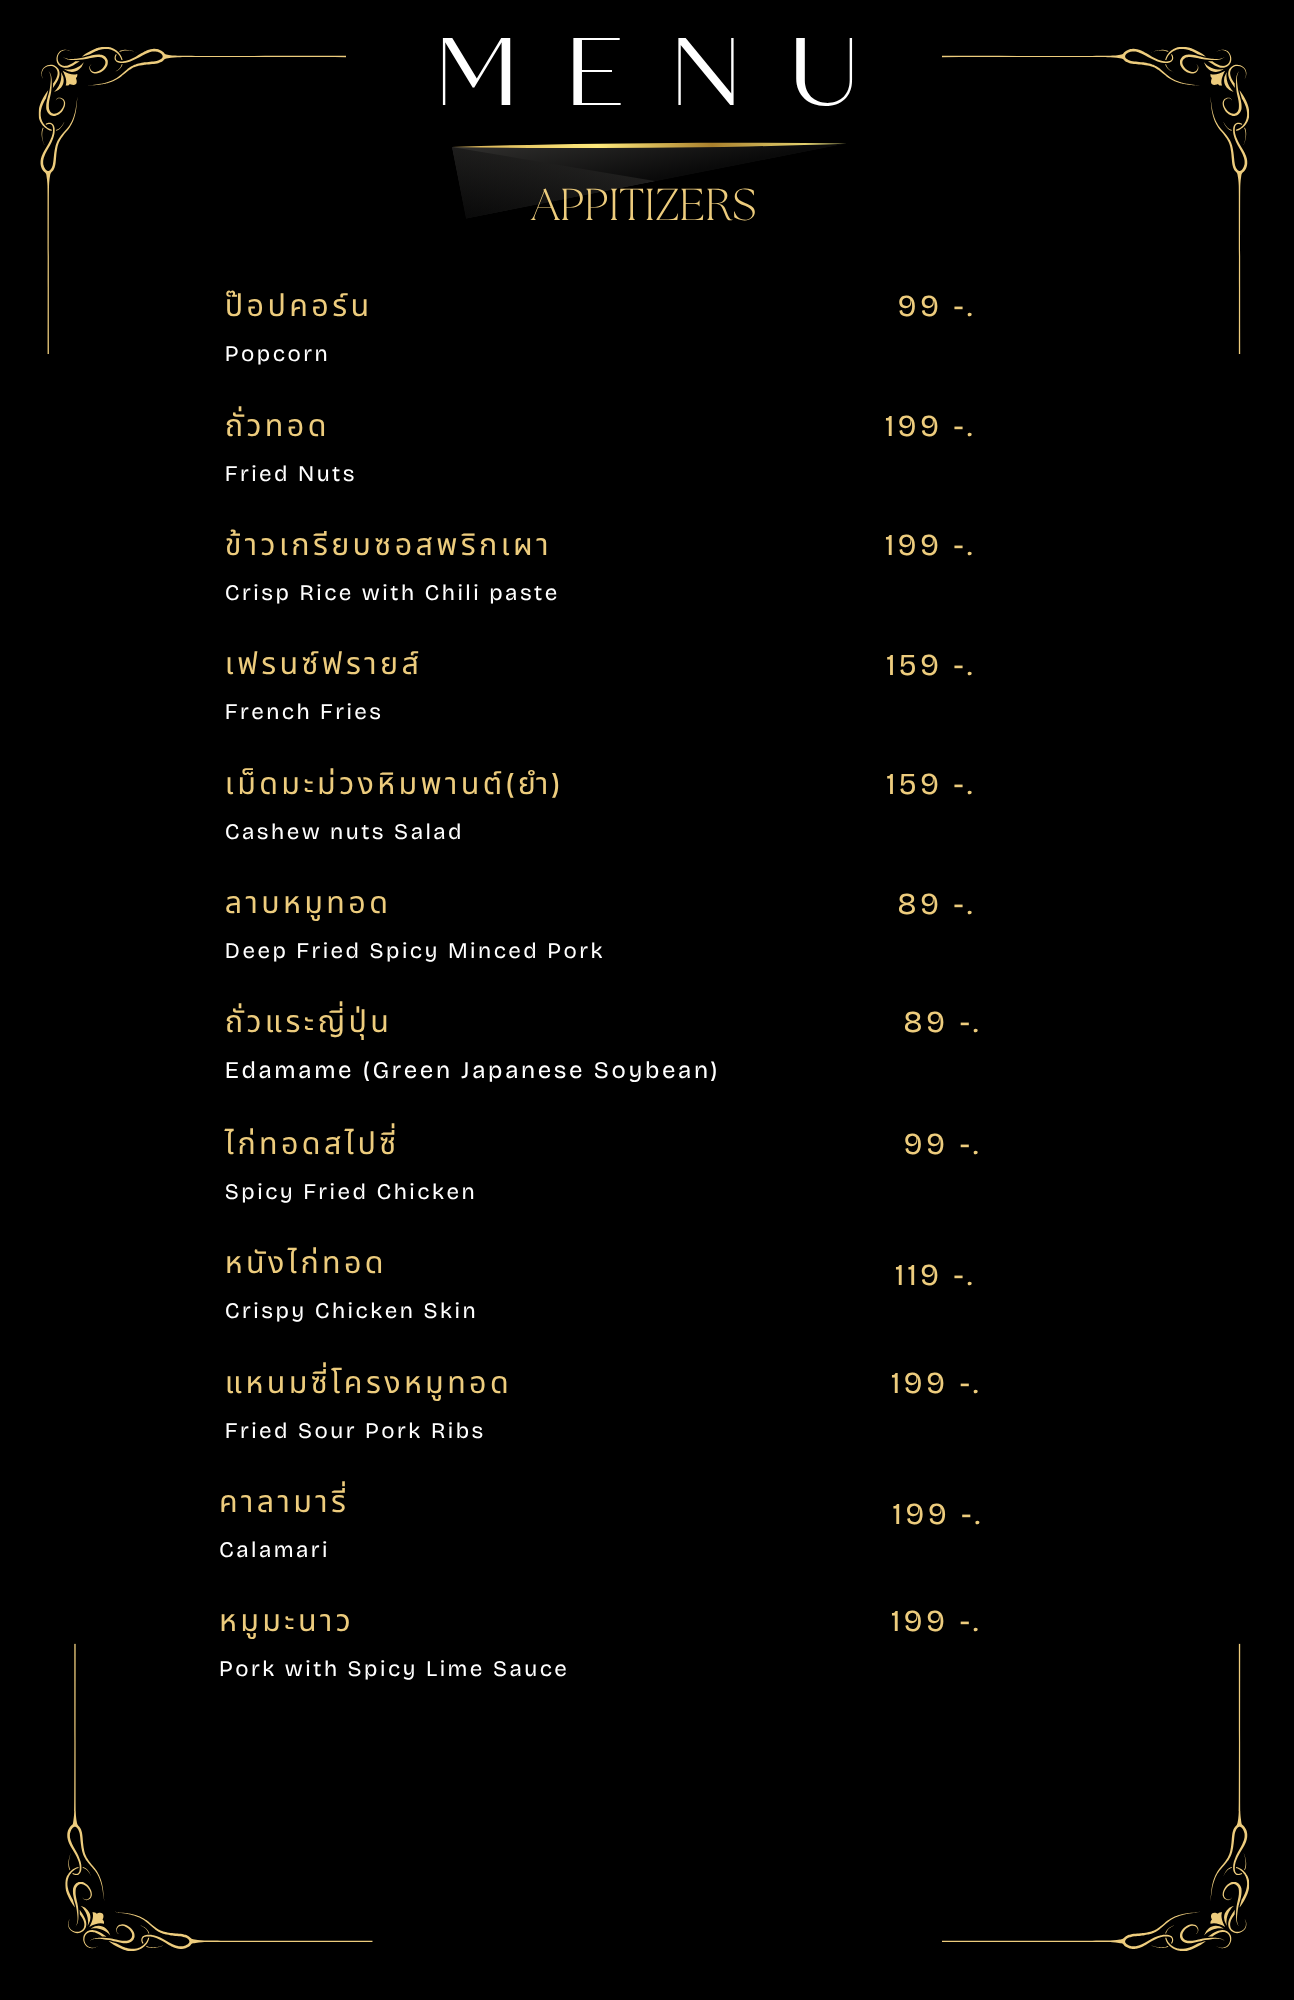 MENU
APPITIZERS
ป๊อปคอร์น 99 -.
Popcorn
ถั่วทอด 199 -.
Fried Nuts
ข้าวเกรียบซอสพริกเผา 199 -.
Crisp Rice with Chili paste
เฟรนซ์ฟรายส์ 159 -.
French Fries
เม็ดมะม่วงหิมพานต์(ยำ) 159 -.
Cashew nuts Salad
ลาบหมูทอด 89 -.
Deep Fried Spicy Minced Pork
ถั่วแระญี่ปุ่น 89 -.
Edamame (Green Japanese Soybean)
ไก่ทอดสไปซี่ 99 -.
Spicy Fried Chicken
หนังไก่ทอด 119 -.
Crispy Chicken Skin
แหนมซี่โครงหมูทอด 199 -.
Fried Sour Pork Ribs
คาลามารี่ 199 -.
Calamari
หมูมะนาว 199 -.
Pork with Spicy Lime Sauce